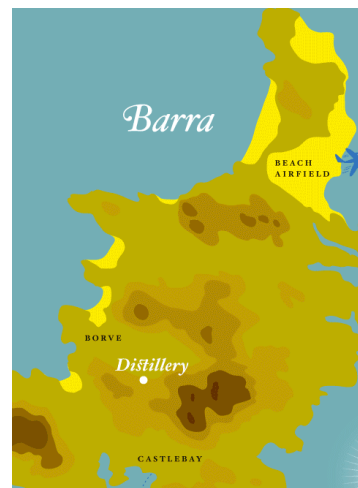 Barra
BEACH
AIRFIELD
BORVE
Distillery
CASTLEBAY